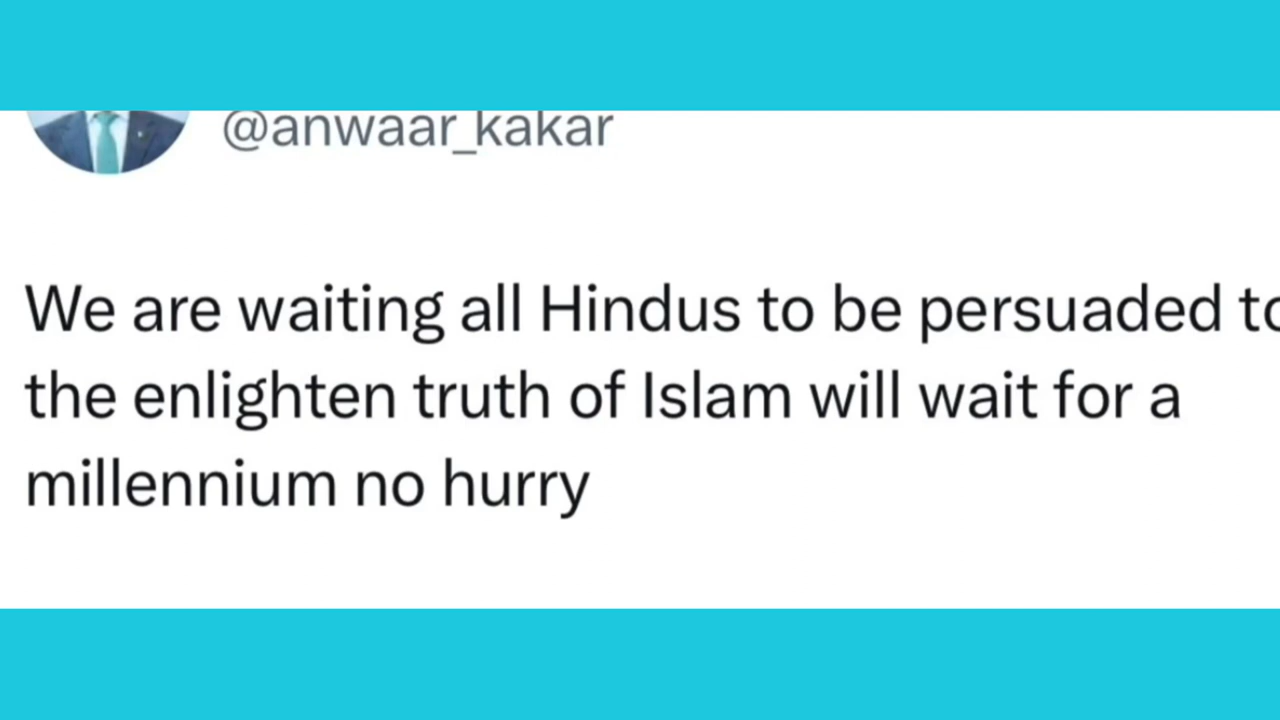 @anwaar_kakar
We are waiting all Hindus to be persuaded to
the enlighten truth of Islam will wait for a
millennium no hurry